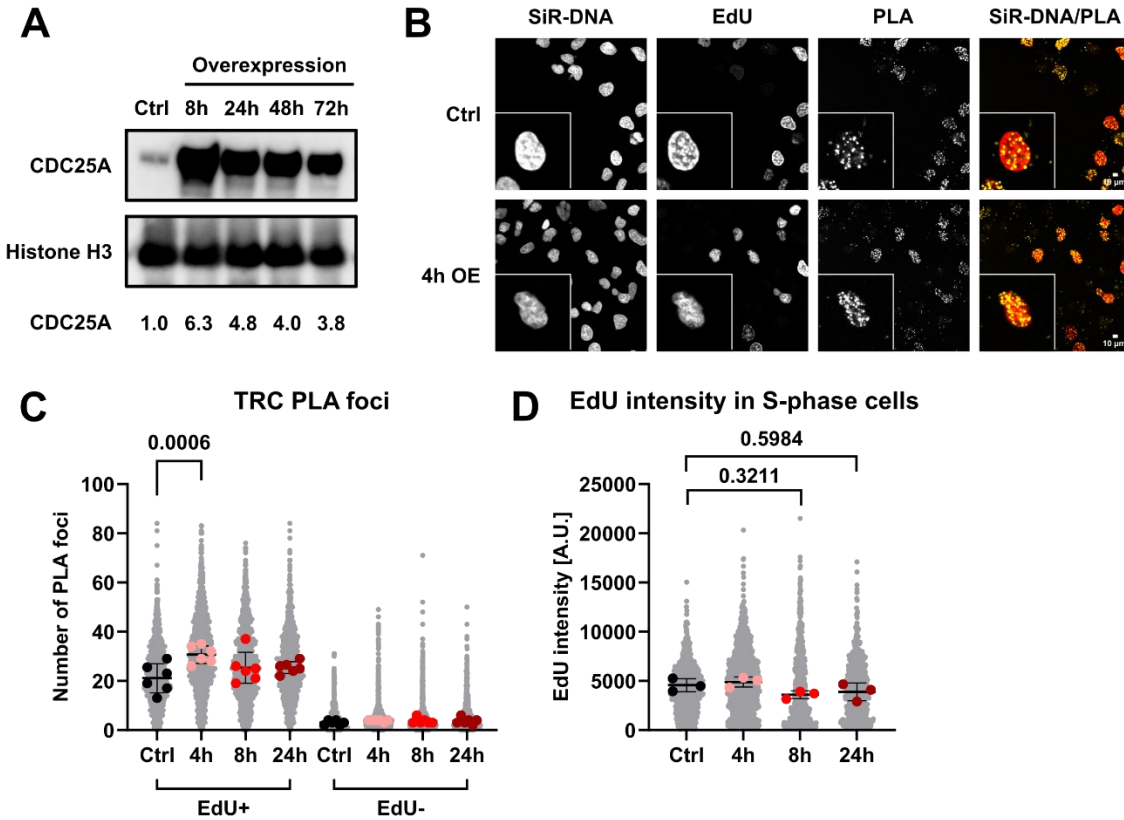 A
Overexpression
Ctrl 8h 24h 48h 72h
CDC25A
Histone H3
CDC25A 1.0 6.3 4.8 4.0 3.8
B
SiR-DNA EdU PLA SiR-DNA/PLA
Ctrl
10 µm
4h OE
10 µm
C
TRC PLA foci
0.0006
Number of PLA foci
100
80
60
40
20
0
Ctrl 4h 8h 24h Ctrl 4h 8h 24h
EdU+ EdU-
D
EdU intensity in S-phase cells
0.5984
0.3211
EdU intensity [A.U.]
25000
20000
15000
10000
5000
0
Ctrl 4h 8h 24h